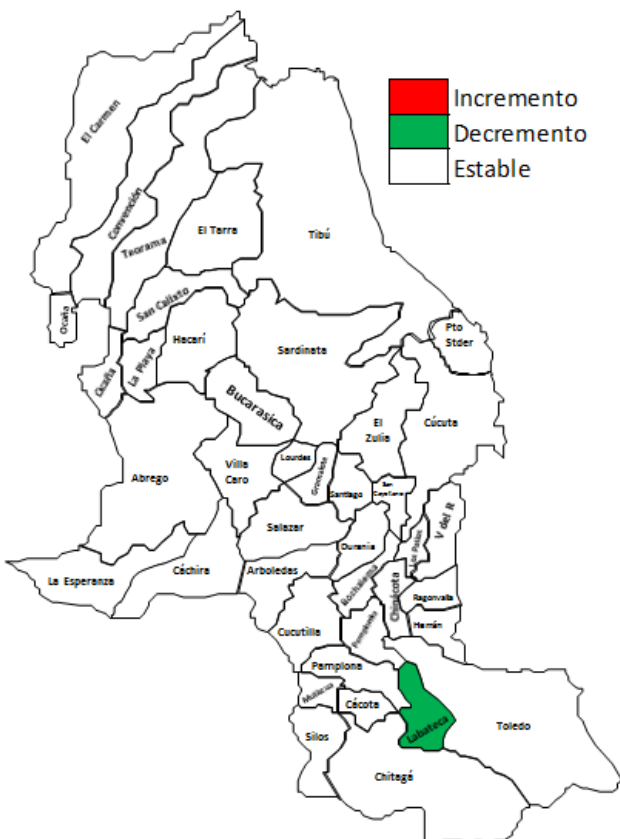 Incremento
Decremento
Estable
El Carmen
Convención
Teorama
El Tarra
Tibú
San Calixto
Ocaña
Hacarí
Sardinata
Pto
Stder
Ocaña
La Playa
Bucarasica
El
Zulia
Cúcuta
Abrego
Villa
Caro
Lourdes
Gramalote
Santiago
San
Cayetano
Salazar
Durania
Los Patios
V del R
La Esperanza
Cáchira
Arboledas
Bochalema
Chinácota
Ragonvalia
Cucutilla
Pamplonita
Herrán
Pamplona
Mutiscua
Cácota
Silos
Labateca
Toledo
Chitagá